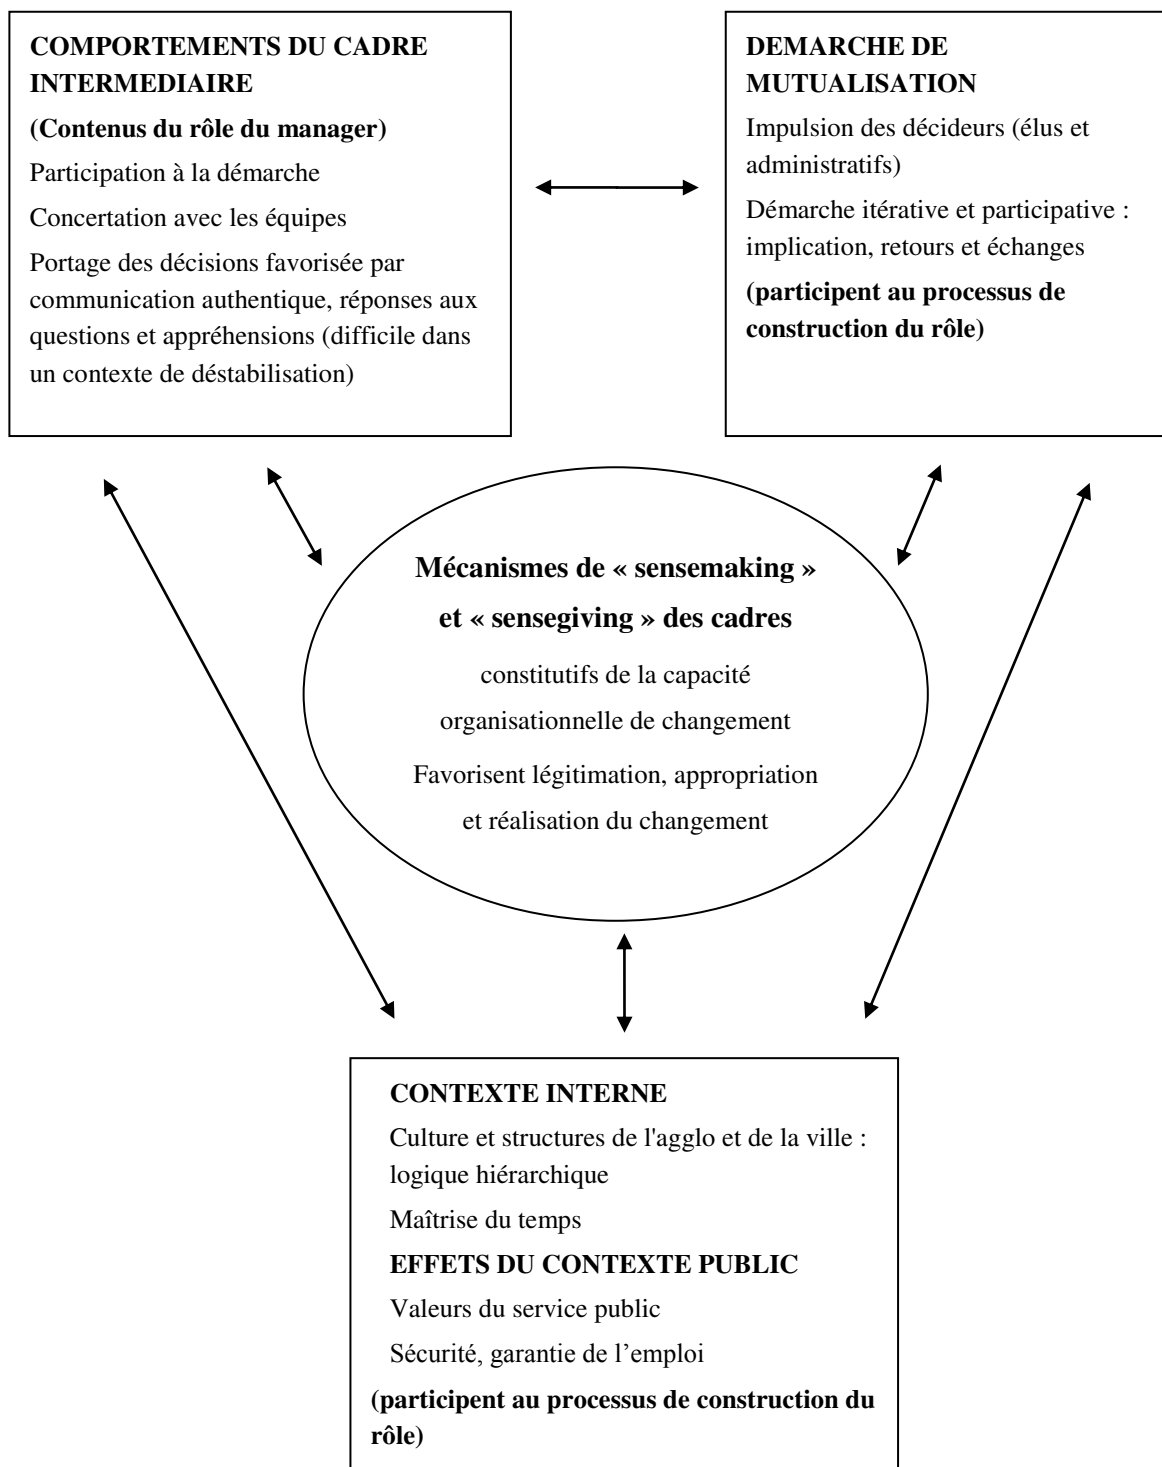 COMPORTEMENTS DU CADRE
INTERMEDIAIRE
(Contenus du rôle du manager)
Participation à la démarche
Concertation avec les équipes
Portage des décisions favorisée par
communication authentique, réponses aux
questions et appréhensions (difficile dans
un contexte de déstabilisation)
DEMARCHE DE
MUTUALISATION
Impulsion des décideurs (élus et
administratifs)
Démarche itérative et participative :
implication, retours et échanges
(participent au processus de
construction du rôle)
Mécanismes de « sensemaking »
et « sensegiving » des cadres
constitutifs de la capacité
organisationnelle de changement
Favorisent légitimation, appropriation
et réalisation du changement
CONTEXTE INTERNE
Culture et structures de l'agglo et de la ville :
logique hiérarchique
Maîtrise du temps
EFFETS DU CONTEXTE PUBLIC
Valeurs du service public
Sécurité, garantie de l’emploi
(participent au processus de construction du
rôle)